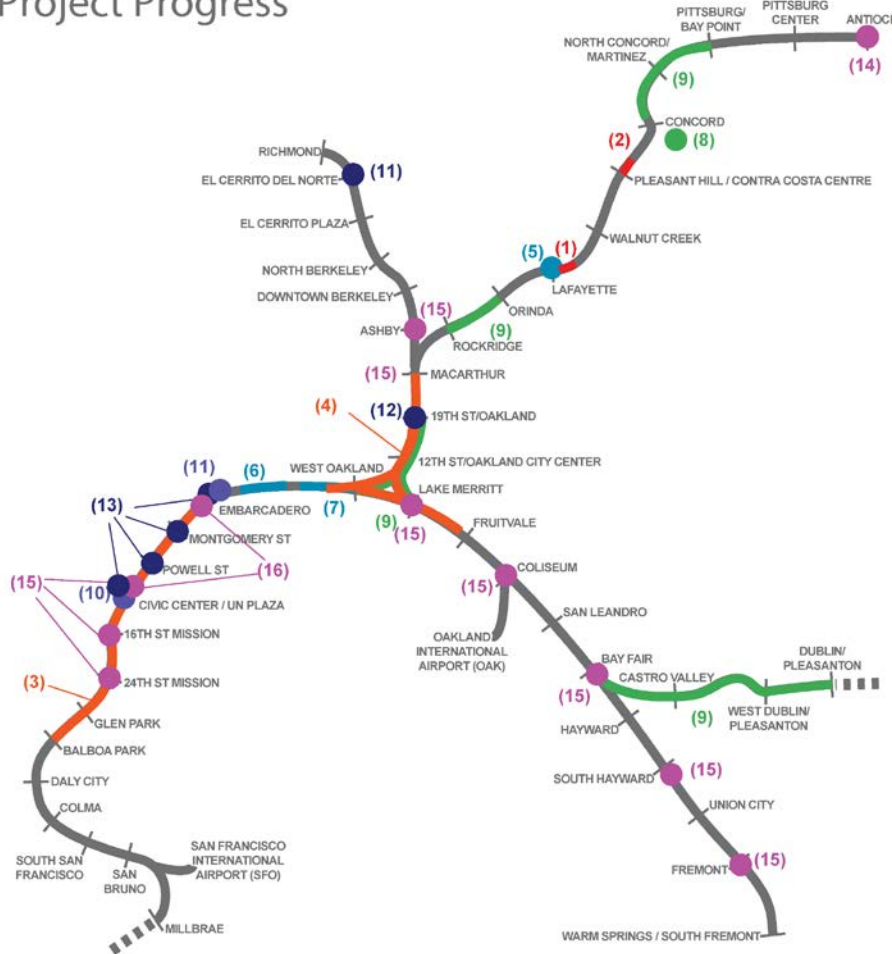 Project Progress
PITTSBURG/
BAY POINT
PITTSBURG
CENTER
ANTIOCH
(14)
NORTH CONCORD/
MARTINEZ
(9)
CONCORD
(8)
(2)
PLEASANT HILL / CONTRA COSTA CENTRE
RICHMOND
EL CERRITO DEL NORTE
(11)
EL CERRITO PLAZA
WALNUT CREEK
(5)
(1)
LAFAYETTE
NORTH BERKELEY
DOWNTOWN BERKELEY
ORINDA
(15)
ASHBY
(9)
ROCKRIDGE
(15)
MACARTHUR
(4)
(12)
19TH ST/OAKLAND
12TH ST/OAKLAND CITY CENTER
WEST OAKLAND
(11)
(6)
LAKE MERRITT
(7)
(13)
EMBARCADERO
(9)
(15)
FRUITVALE
MONTGOMERY ST
POWELL ST
(16)
(15)
(10)
CIVIC CENTER / UN PLAZA
(15)
COLISEUM
16TH ST MISSION
SAN LEANDRO
OAKLAND
INTERNATIONAL
AIRPORT (OAK)
24TH ST MISSION
(3)
BAY FAIR
DUBLIN/
PLEASANTON
CASTRO VALLEY
(15)
(9)
WEST DUBLIN/
PLEASANTON
GLEN PARK
HAYWARD
BALBOA PARK
DALY CITY
SOUTH HAYWARD
(15)
COLMA
UNION CITY
SOUTH SAN
FRANCISCO
SAN
BRUNO
SAN FRANCISCO
INTERNATIONAL
AIRPORT (SFO)
FREMONT
(15)
MILLBRAE
WARM SPRINGS / SOUTH FREMONT